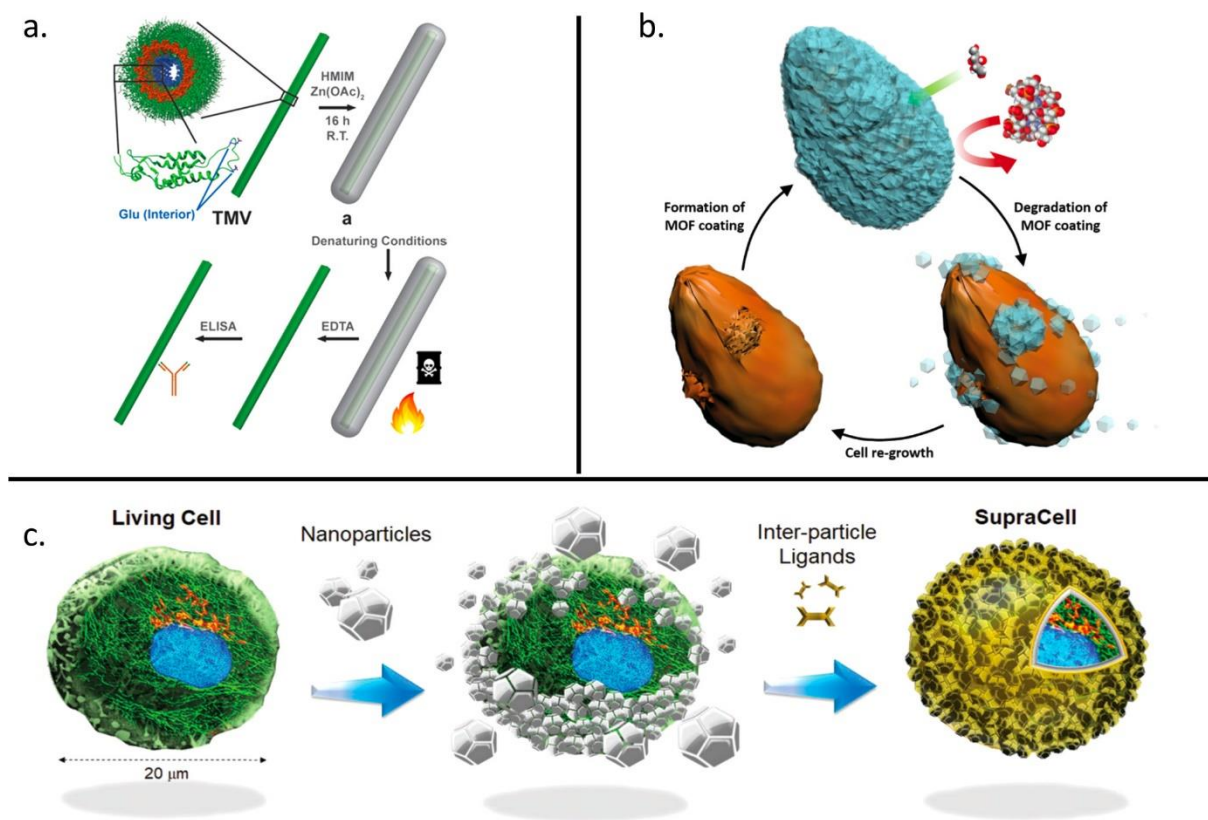 a.
HMIM
Zn(OAc)₂
16 h
R.T.
Glu (Interior)
TMV
a
Denaturing Conditions
ELISA
EDTA
b.
Formation of
MOF coating
Degradation of
MOF coating
Cell re-growth
c.
Living Cell
Nanoparticles
Inter-particle
Ligands
SupraCell
20 μm